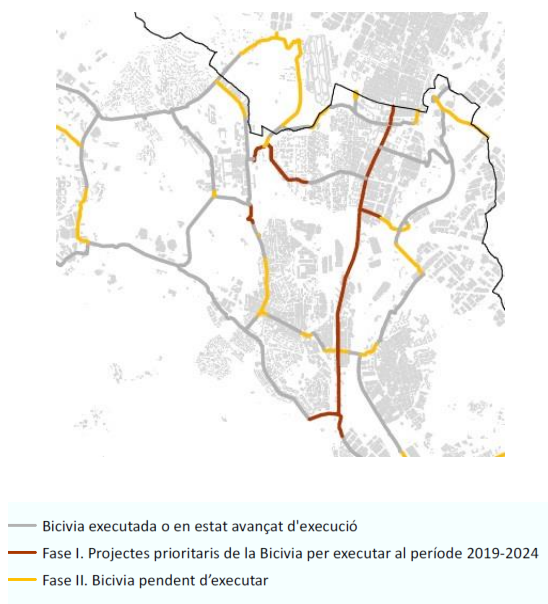 Bicivia executada o en estat avançat d'execució
Fase I. Projectes prioritaris de la Bicivia per executar al període 2019-2024
Fase II. Bicivia pendent d’executar